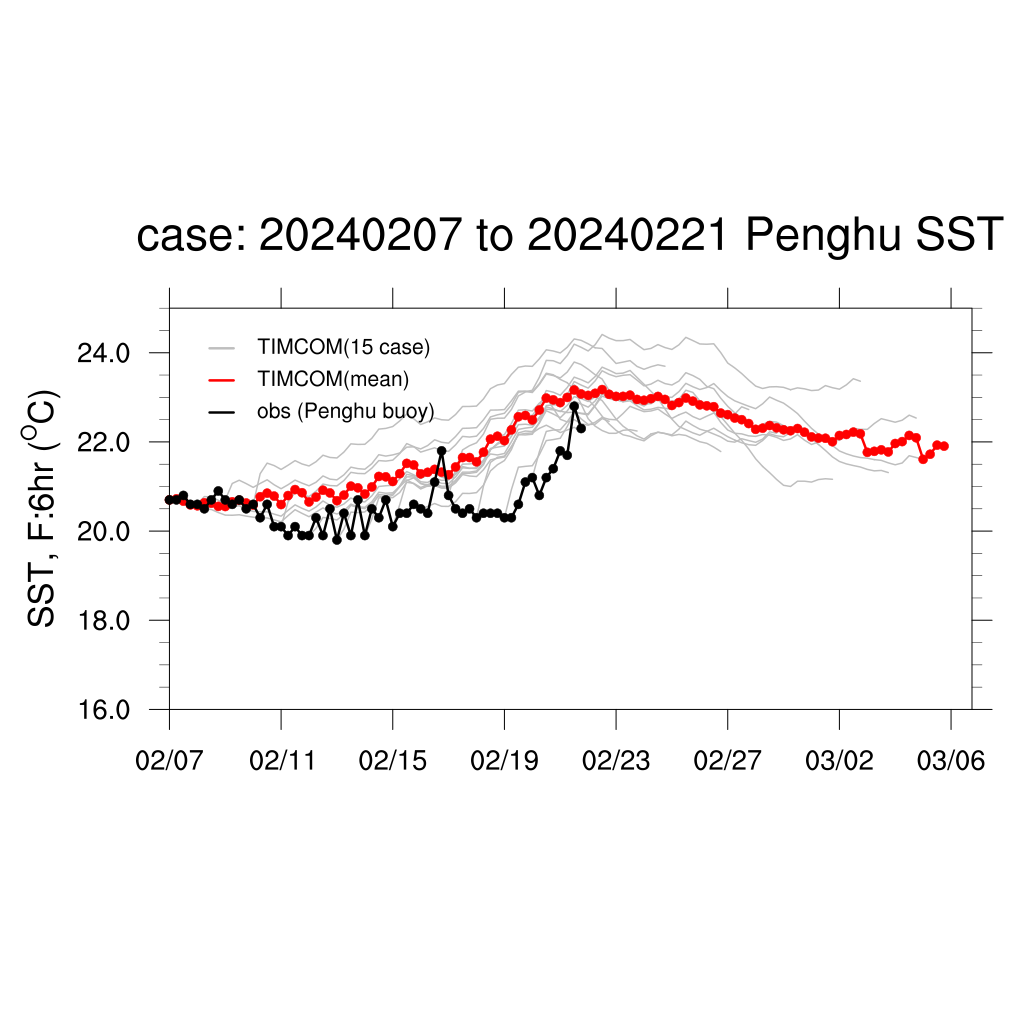 case: 20240207 to 20240221 Penghu SST
TIMCOM(15 case)
TIMCOM(mean)
obs (Penghu buoy)
SST, F:6hr (OC)
24.0
22.0
20.0
18.0
16.0
02/07 02/11 02/15 02/19 02/23 02/27 03/02 03/06